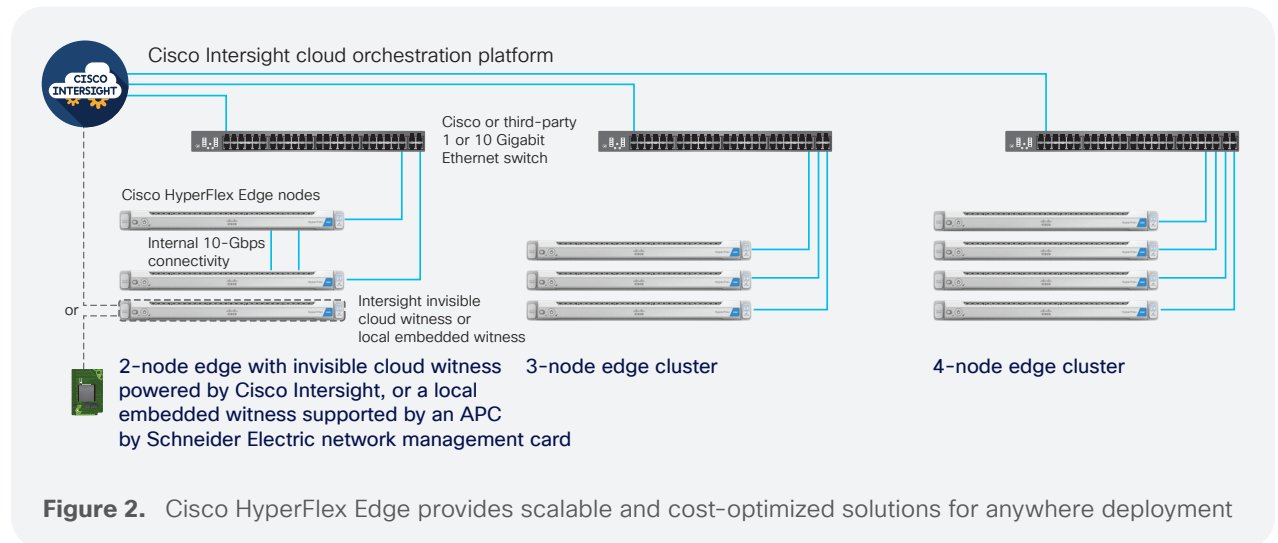 Cisco Intersight cloud orchestration platform
CISCO
INTERSIGHT
Cisco or third-party
1 or 10 Gigabit
Ethernet switch
Cisco HyperFlex Edge nodes
Internal 10-Gbps
connectivity
or
Intersight invisible
cloud witness or
local embedded witness
2-node edge with invisible cloud witness
powered by Cisco Intersight, or a local
embedded witness supported by an APC
by Schneider Electric network management card
3-node edge cluster
4-node edge cluster
Figure 2. Cisco HyperFlex Edge provides scalable and cost-optimized solutions for anywhere deployment